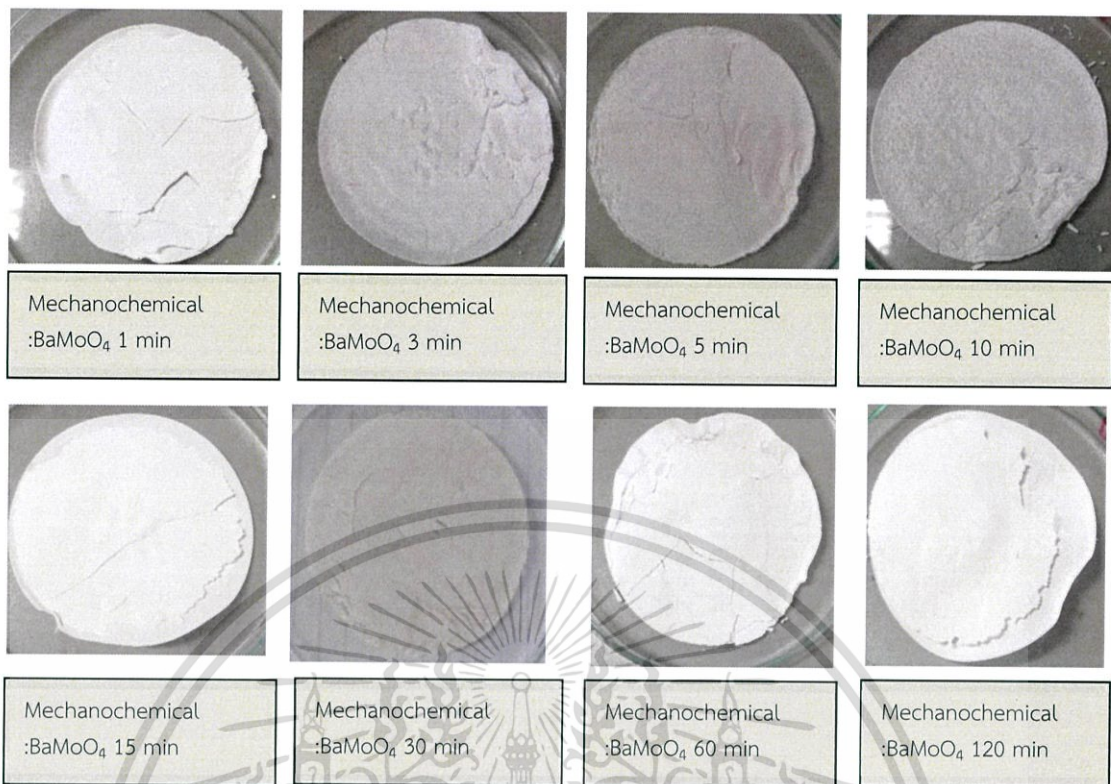 Mechanochemical
:BaMoO₄ 1 min
Mechanochemical
:BaMoO₄ 3 min
Mechanochemical
:BaMoO₄ 5 min
Mechanochemical
:BaMoO₄ 10 min
Mechanochemical
:BaMoO₄ 15 min
Mechanochemical
:BaMoO₄ 30 min
Mechanochemical
:BaMoO₄ 60 min
Mechanochemical
:BaMoO₄ 120 min